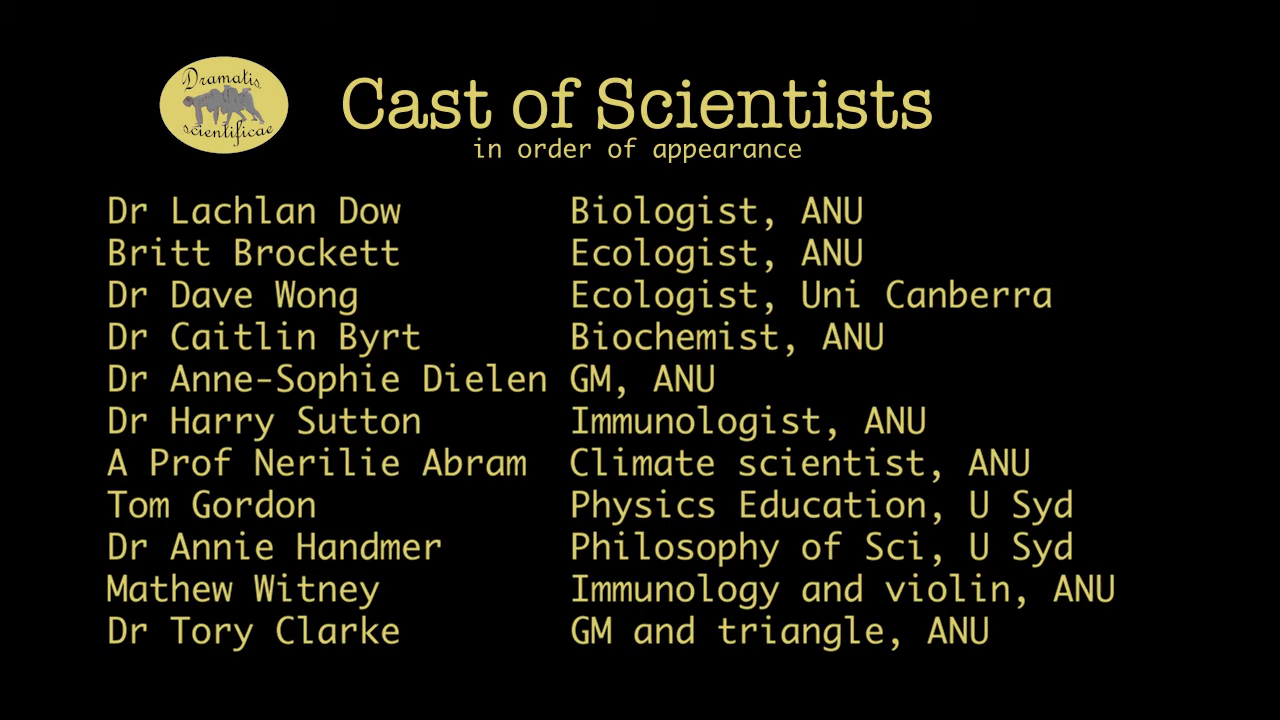 Dramatis
scientificae
Cast of Scientists
in order of appearance
Dr Lachlan Dow Biologist, ANU
Britt Brockett Ecologist, ANU
Dr Dave Wong Ecologist, Uni Canberra
Dr Caitlin Byrt Biochemist, ANU
Dr Anne-Sophie Dielen GM, ANU
Dr Harry Sutton Immunologist, ANU
A Prof Nerilie Abram Climate scientist, ANU
Tom Gordon Physics Education, U Syd
Dr Annie Handmer Philosophy of Sci, U Syd
Mathew Witney Immunology and violin, ANU
Dr Tory Clarke GM and triangle, ANU